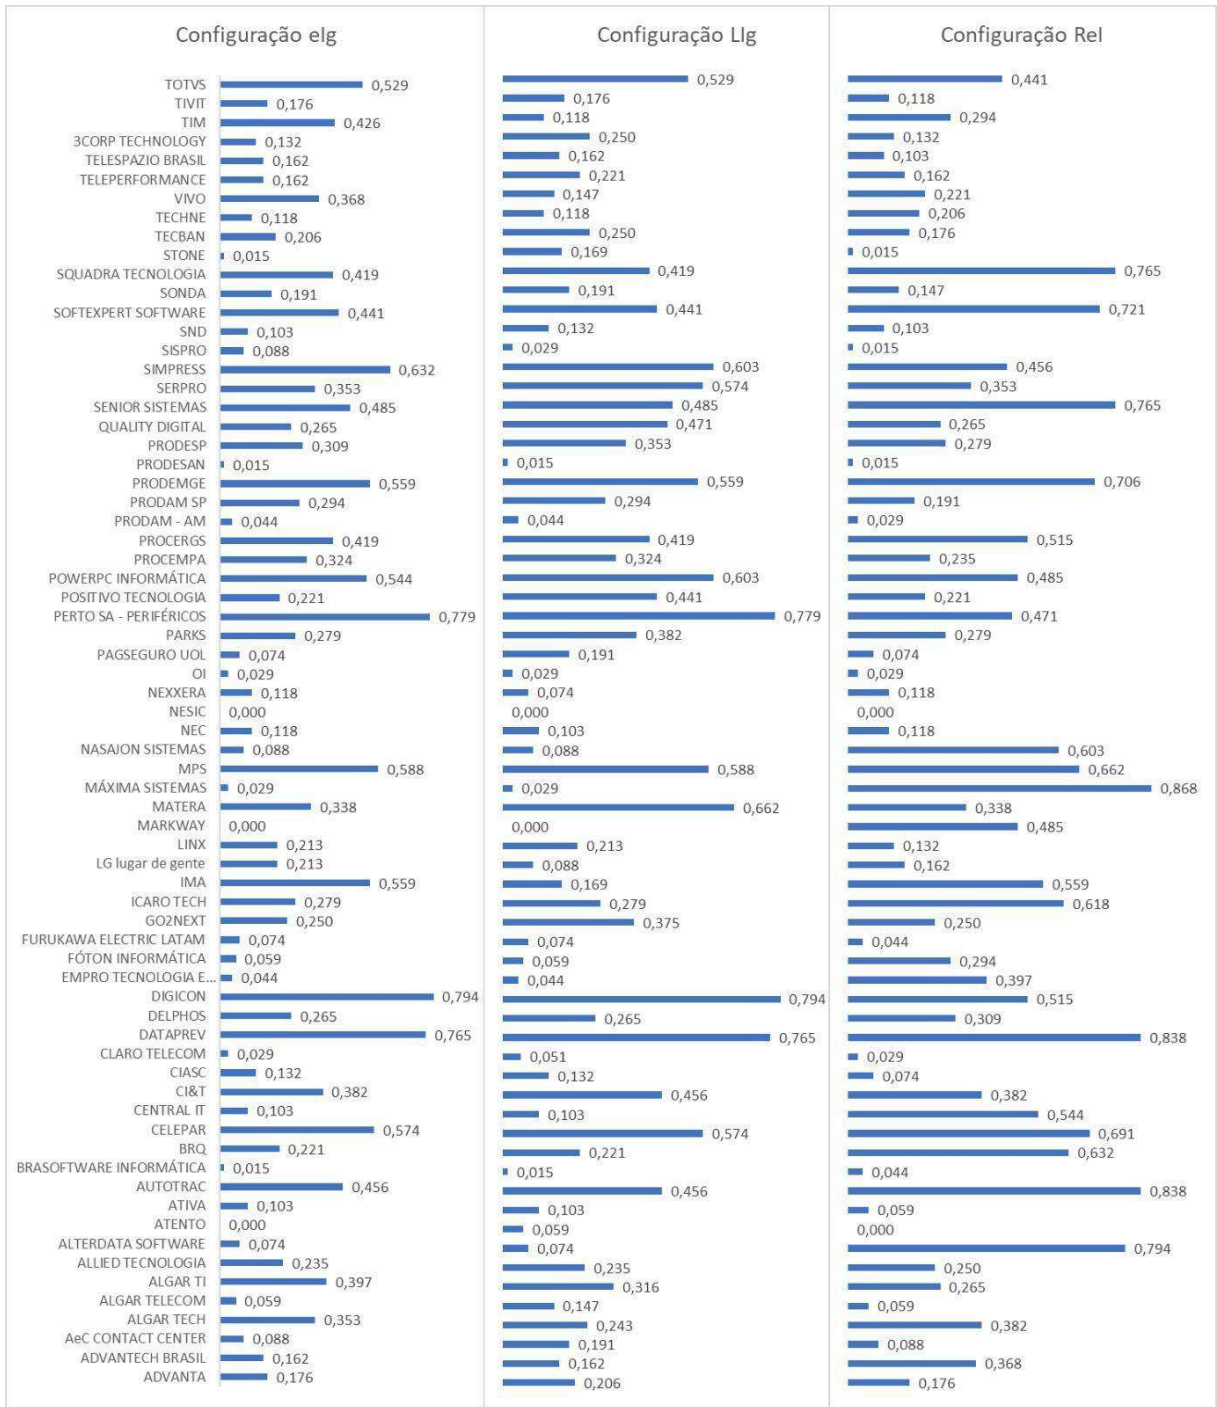 Configuração eIg Configuração LIg Configuração ReI
TOTVS 0,529 0,529 0,441
TIVIT 0,176 0,176 0,118
TIM 0,426 0,118 0,294
3CORP TECHNOLOGY 0,132 0,250 0,132
TELESPAZIO BRASIL 0,162 0,162 0,103
TELEPERFORMANCE 0,162 0,221 0,162
VIVO 0,368 0,147 0,221
TECHNE 0,118 0,118 0,206
TECBAN 0,206 0,250 0,176
STONE 0,015 0,169 0,015
SQUADRA TECNOLOGIA 0,419 0,419 0,765
SONDA 0,191 0,191 0,147
SOFTEXPERT SOFTWARE 0,441 0,441 0,721
SND 0,103 0,132 0,103
SISPRO 0,088 0,029 0,015
SIMPRESS 0,632 0,603 0,456
SERPRO 0,353 0,574 0,353
SENIOR SISTEMAS 0,485 0,485 0,765
QUALITY DIGITAL 0,265 0,471 0,265
PRODESP 0,309 0,353 0,279
PRODESAN 0,015 0,015 0,015
PRODEMGE 0,559 0,559 0,706
PRODAM SP 0,294 0,294 0,191
PRODAM - AM 0,044 0,044 0,029
PROCERGS 0,419 0,419 0,515
PROCEMPA 0,324 0,324 0,235
POWERPC INFORMÁTICA 0,544 0,603 0,485
POSITIVO TECNOLOGIA 0,221 0,441 0,221
PERTO SA - PERIFÉRICOS 0,779 0,779 0,471
PARKS 0,279 0,382 0,279
PAGSEGURO UOL 0,074 0,191 0,074
OI 0,029 0,029 0,029
NEXXERA 0,118 0,074 0,118
NESIC 0,000 0,000 0,000
NEC 0,118 0,103 0,118
NASAJON SISTEMAS 0,088 0,088 0,603
MPS 0,588 0,588 0,662
MÁXIMA SISTEMAS 0,029 0,029 0,868
MATERA 0,338 0,662 0,338
MARKWAY 0,000 0,000 0,485
LINX 0,213 0,213 0,132
LG lugar de gente 0,213 0,088 0,162
IMA 0,559 0,169 0,559
ICARO TECH 0,279 0,279 0,618
GO2NEXT 0,250 0,375 0,250
FURUKAWA ELECTRIC LATAM 0,074 0,074 0,044
FÓTON INFORMÁTICA 0,059 0,059 0,294
EMPRO TECNOLOGIA E... 0,044 0,044 0,397
DIGICON 0,794 0,794 0,515
DELPHOS 0,265 0,265 0,309
DATAPREV 0,765 0,765 0,838
CLARO TELECOM 0,029 0,051 0,029
CIASC 0,132 0,132 0,074
CI&T 0,382 0,456 0,382
CENTRAL IT 0,103 0,103 0,544
CELEPAR 0,574 0,574 0,691
BRQ 0,221 0,221 0,632
BRASOFTWARE INFORMÁTICA 0,015 0,015 0,044
AUTOTRAC 0,456 0,456 0,838
ATIVA 0,103 0,103 0,059
ATENTO 0,000 0,059 0,000
ALTERDATA SOFTWARE 0,074 0,074 0,794
ALLIED TECNOLOGIA 0,235 0,235 0,250
ALGAR TI 0,397 0,316 0,265
ALGAR TELECOM 0,059 0,147 0,059
ALGAR TECH 0,353 0,243 0,382
AeC CONTACT CENTER 0,088 0,191 0,088
ADVANTECH BRASIL 0,162 0,162 0,368
ADVANTA 0,176 0,206 0,176